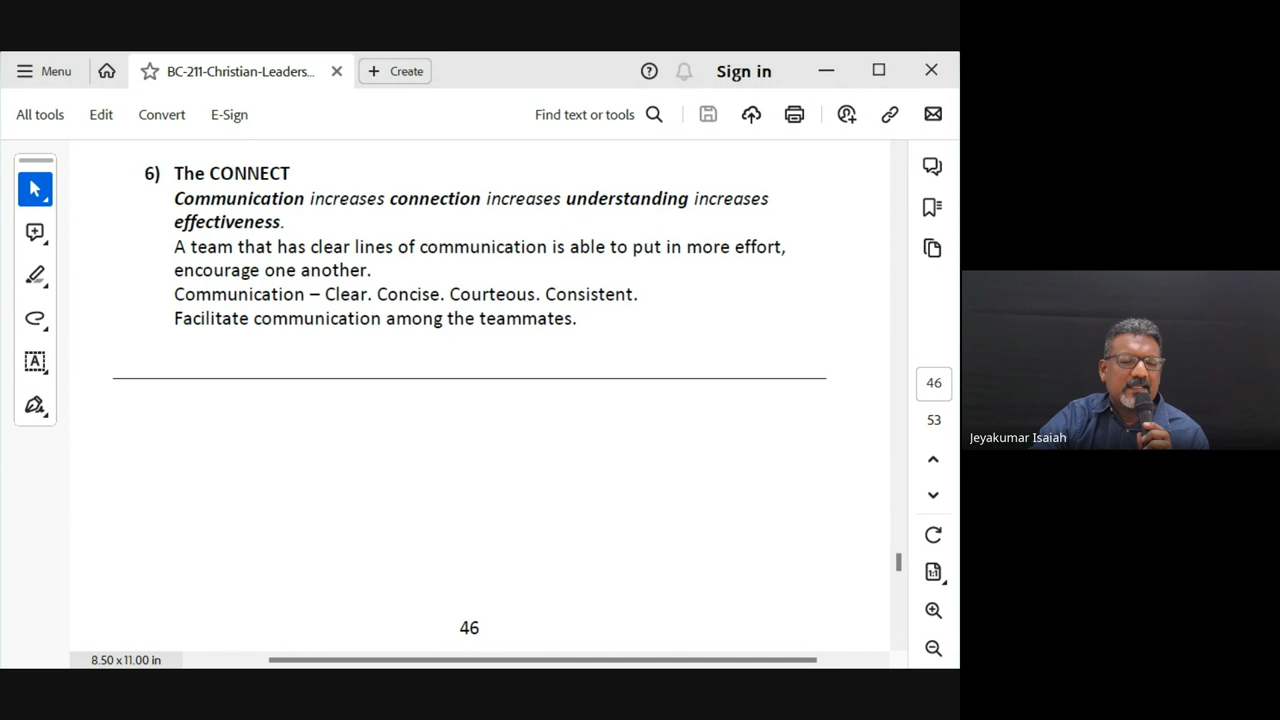 Menu
BC-211-Christian-Leaders...
Create
Sign in
All tools
Edit
Convert
E-Sign
Find text or tools
6) The CONNECT
Communication increases connection increases understanding increases
effectiveness.
A team that has clear lines of communication is able to put in more effort,
encourage one another.
Communication – Clear. Concise. Courteous. Consistent.
Facilitate communication among the teammates.
46
53
46
8.50 x 11.00 in
Jeyakumar Isaiah